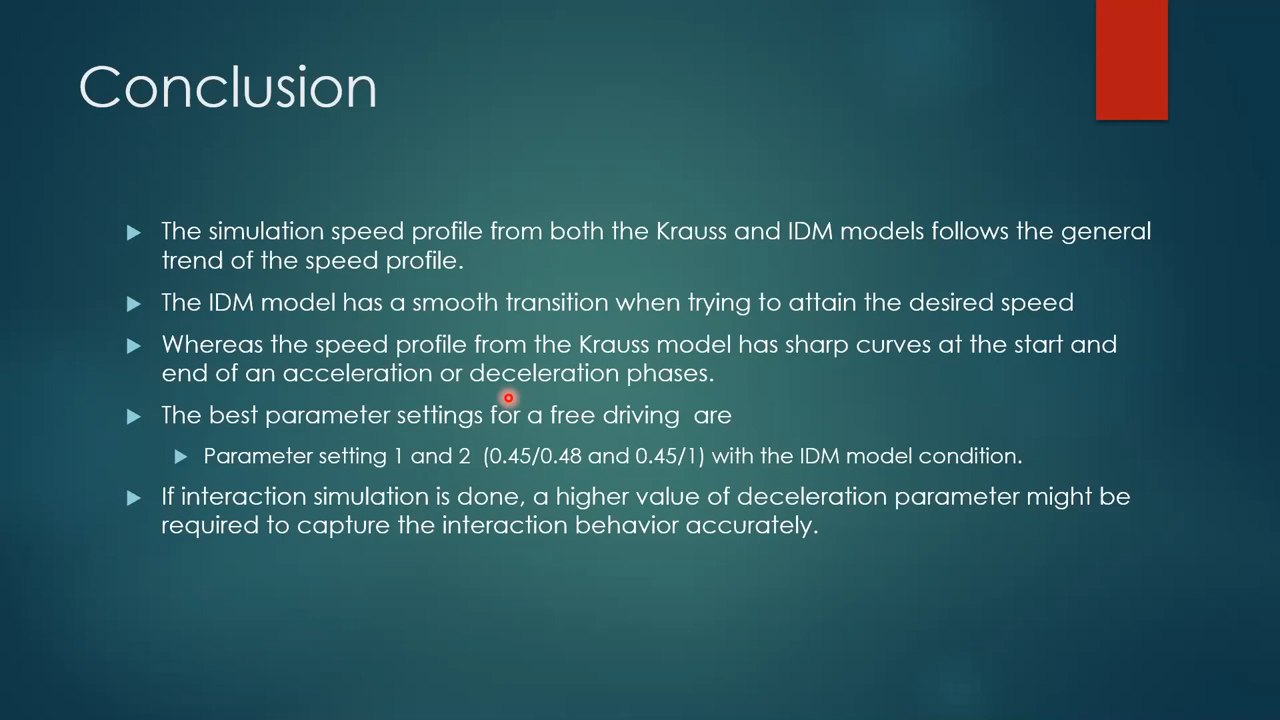 Conclusion
The simulation speed profile from both the Krauss and IDM models follows the general
trend of the speed profile.
The IDM model has a smooth transition when trying to attain the desired speed
Whereas the speed profile from the Krauss model has sharp curves at the start and
end of an acceleration or deceleration phases.
The best parameter settings for a free driving  are
Parameter setting 1 and 2  (0.45/0.48 and 0.45/1) with the IDM model condition.
If interaction simulation is done, a higher value of deceleration parameter might be
required to capture the interaction behavior accurately.